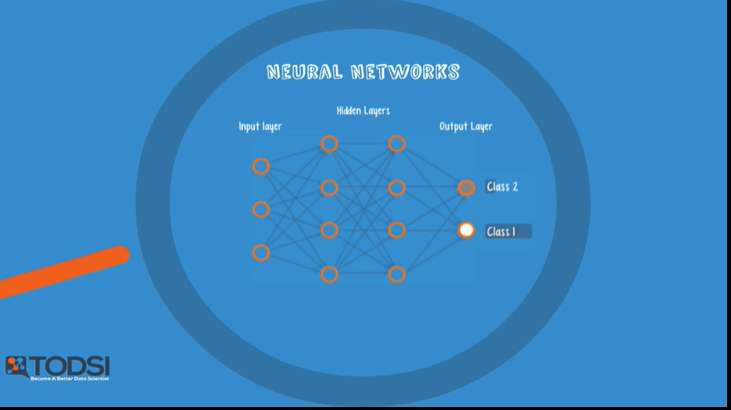 NEURAL NETWORKS
Hidden Layers
Input layer
Output Layer
Class 2
Class 1
TODSI
Become A Better Data Scientist